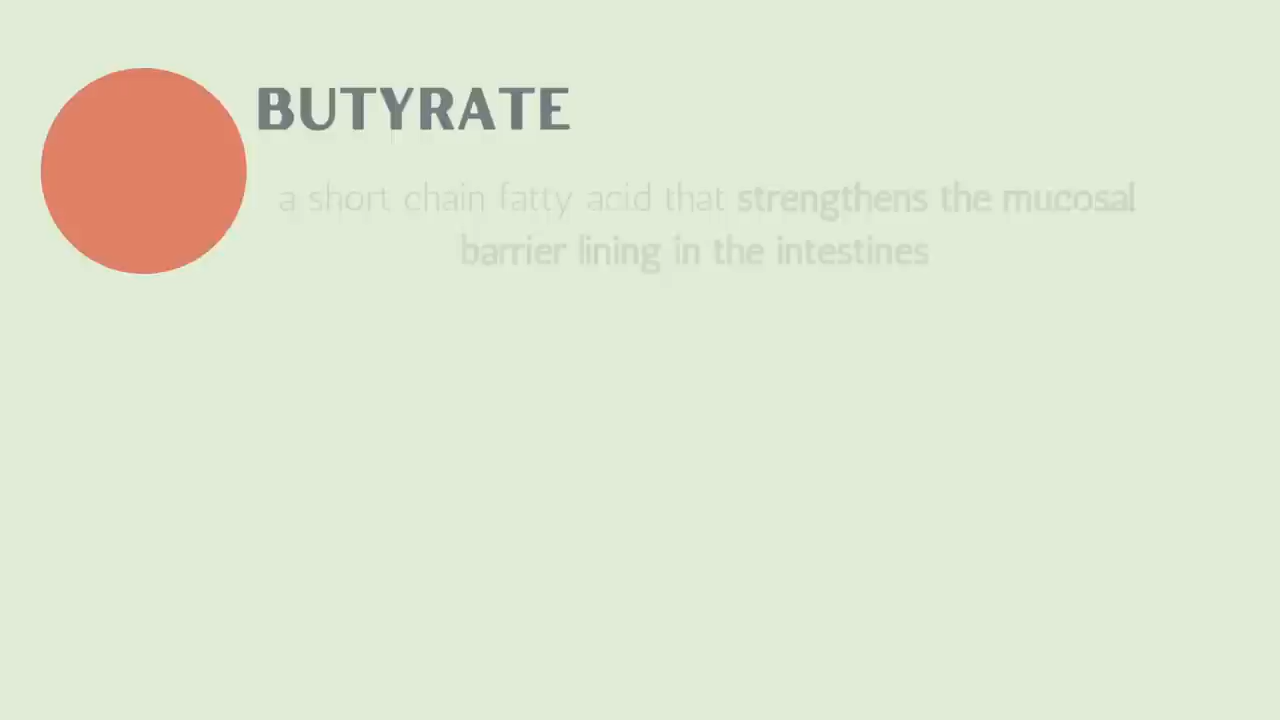 BUTYRATE
a short chain fatty acid that strengthens the mucosal
barrier lining in the intestines